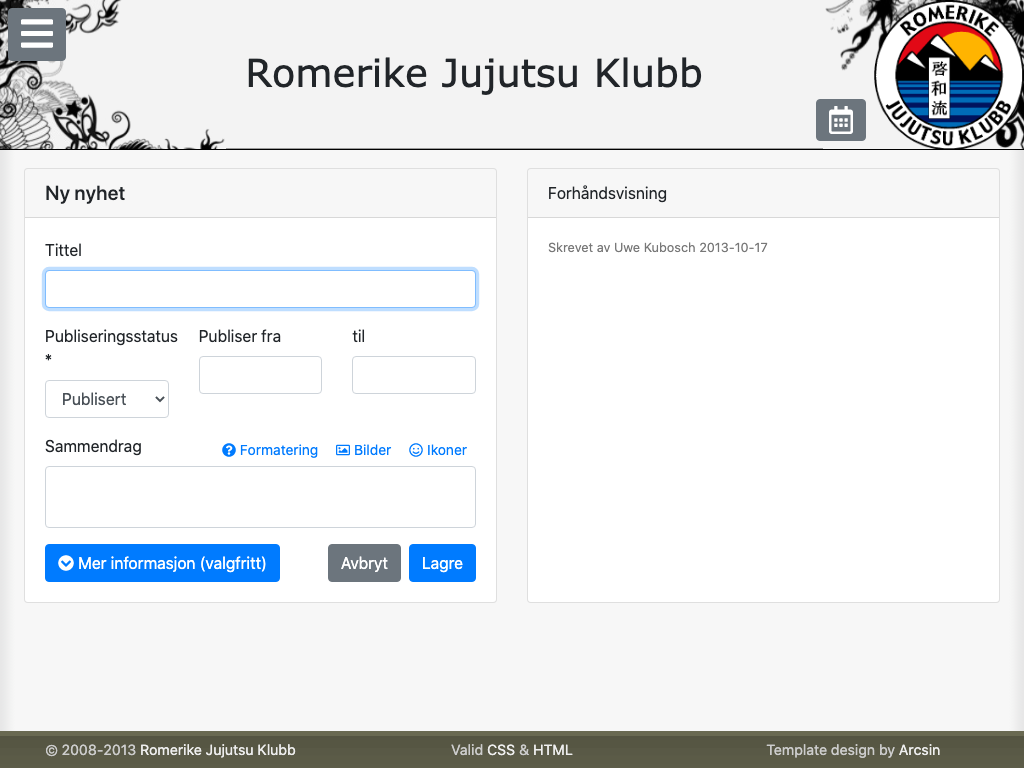 Romerike Jujutsu Klubb
ROMERIKE
啓和流
JUJUTSU KLUBB
Ny nyhet
Tittel
Publiseringsstatus
*
Publiser fra
til
Publisert
Sammendrag
Formatering
Bilder
Ikoner
Mer informasjon (valgfritt)
Avbryt
Lagre
Forhåndsvisning
Skrevet av Uwe Kubosch 2013-10-17
© 2008-2013 Romerike Jujutsu Klubb
Valid CSS & HTML
Template design by Arcsin